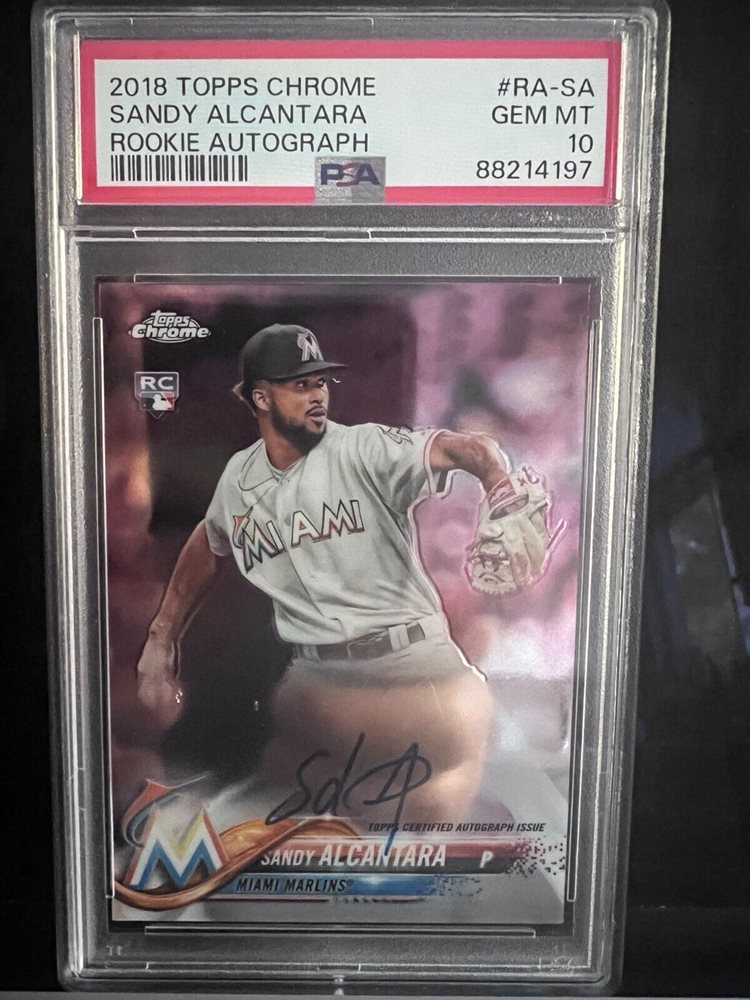 2018 TOPPS CHROME #RA-SA
SANDY ALCANTARA GEM MT
ROOKIE AUTOGRAPH 10
PSA 88214197
Topps
Chrome
RC
M
MIAMI
TOPPS CERTIFIED AUTOGRAPH ISSUE
M
SANDY ALCANTARA P
MIAMI MARLINS®